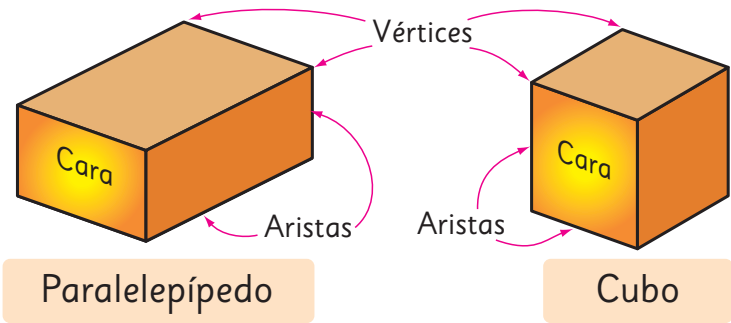 Vértices
Cara
Cara
Aristas
Aristas
Paralelepípedo
Cubo